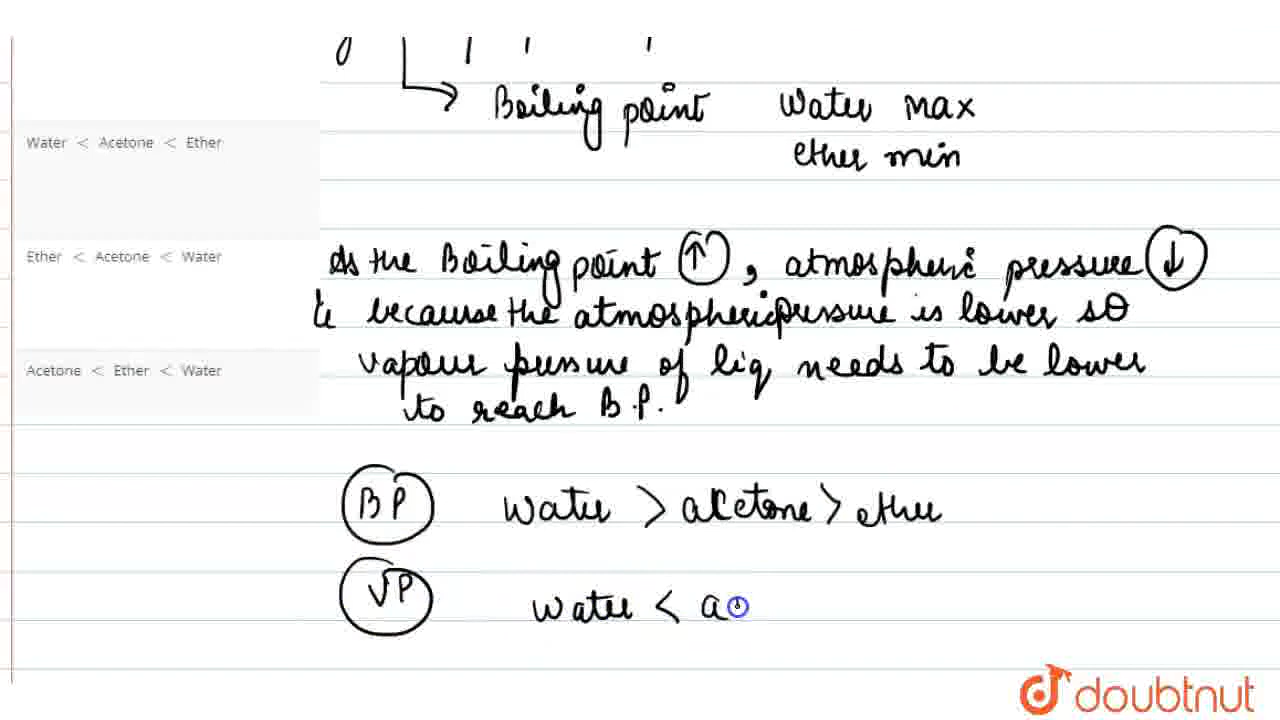 Boiling point Water max
ether min
Water < Acetone < Ether
As the Boiling point ↑, atmospheric pressure ↓
Ether < Acetone < Water
because the atmospheric pressure is lower so
vapour pressure of liq needs to be lower
Acetone < Ether < Water
to reach B.P.
BP Water > acetone > ether
VP Water < a
doubtnut